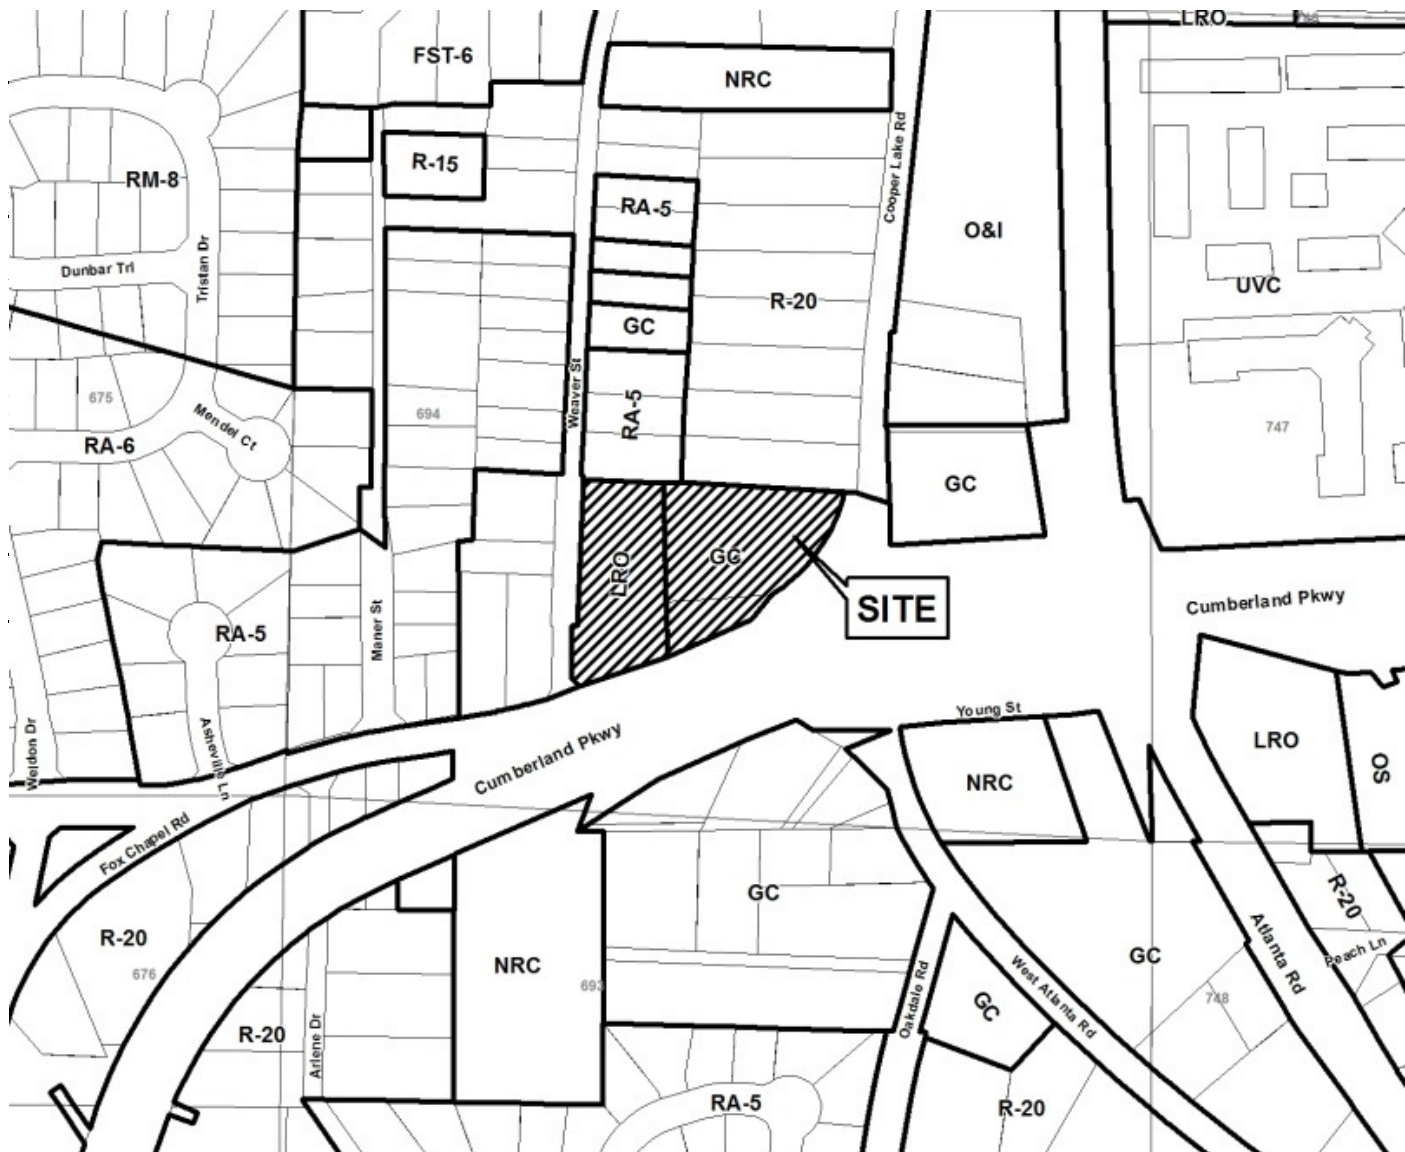 LRO
FST-6
NRC
R-15
RM-8
RA-5
Cooper Lake Rd
O&I
Dunbar Trl
Tristan Dr
UVC
R-20
GC
Weaver St
RA-5
675
Mendel Ct
694
747
RA-6
GC
LRO
GC
SITE
Cumberland Pkwy
RA-5
Maner St
Weldon Dr
Asheville Ln
Young St
LRO
OS
Cumberland Pkwy
NRC
Fox Chapel Rd
GC
R-20
R-20
676
NRC
693
GC
Atlanta Rd
Peach Ln
Oakdale Rd
GC
West Atlanta Rd
748
R-20
Arlene Dr
RA-5
R-20